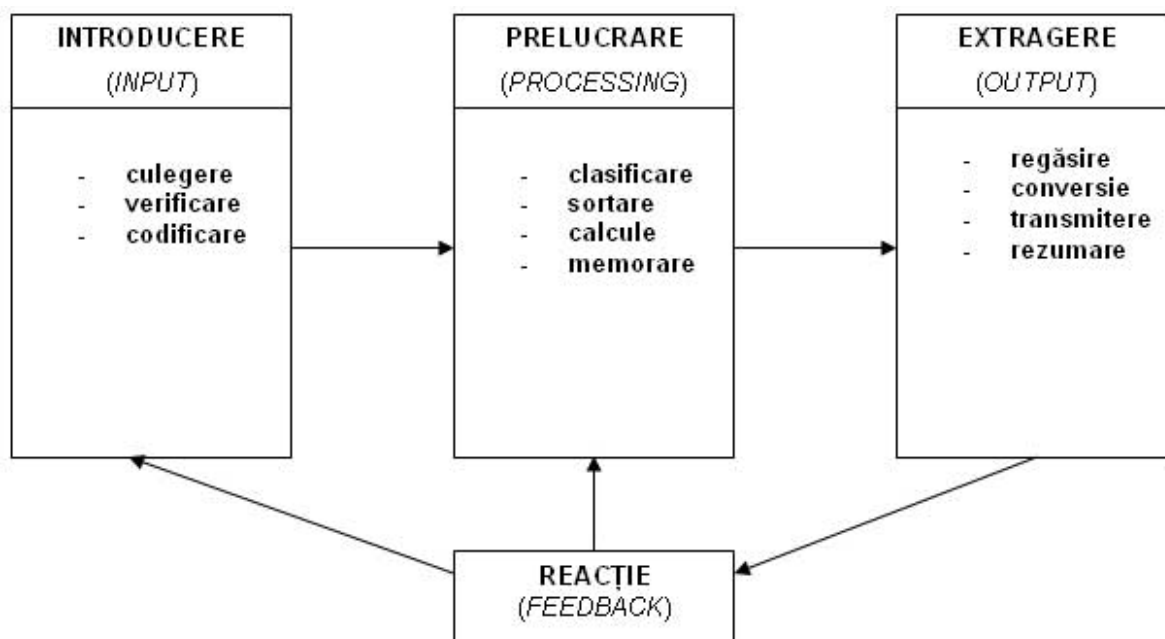 INTRODUCERE
(INPUT)
- culegere
- verificare
- codificare
PRELUCRARE
(PROCESSING)
- clasificare
- sortare
- calcule
- memorare
EXTRAGERE
(OUTPUT)
- regăsire
- conversie
- transmitere
- rezumare
REACȚIE
(FEEDBACK)